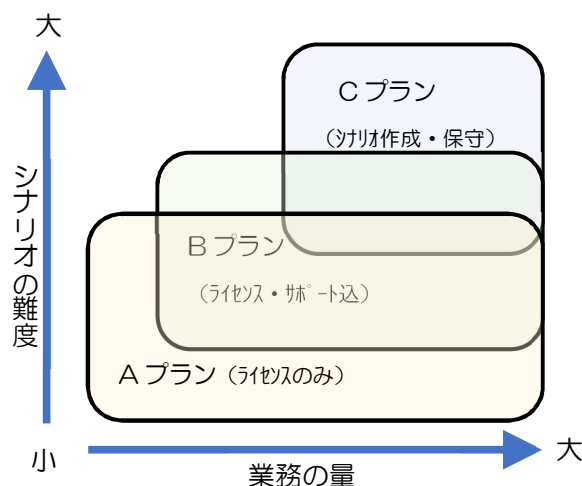 大
Cプラン
（ｼﾅﾘｵ作成・保守）
シナリオの難度
Bプラン
（ﾗｲｾﾝｽ・ｻﾎﾟｰﾄ込）
Aプラン（ﾗｲｾﾝｽのみ）
小
大
業務の量